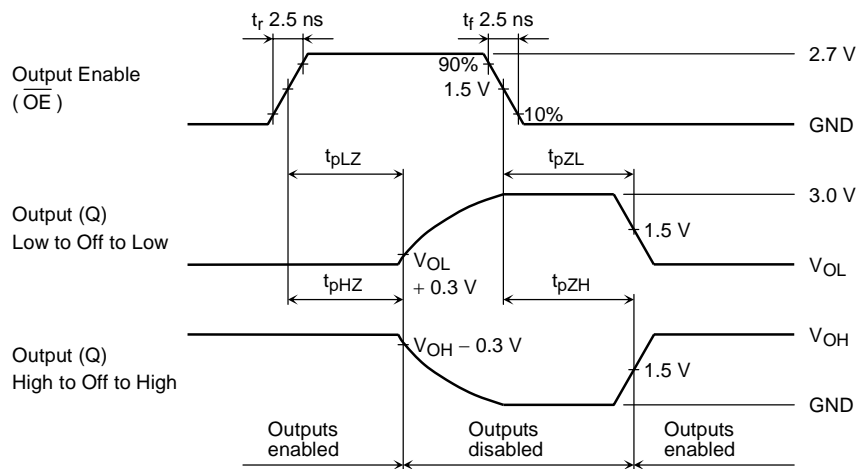 tr 2.5 ns
tf 2.5 ns
Output Enable
( OE )
90%
1.5 V
10%
2.7 V
GND
tpLZ
tpZL
Output (Q)
Low to Off to Low
3.0 V
1.5 V
VOL
VOL
+ 0.3 V
tpHZ
tpZH
Output (Q)
High to Off to High
VOH − 0.3 V
VOH
1.5 V
GND
Outputs
enabled
Outputs
disabled
Outputs
enabled